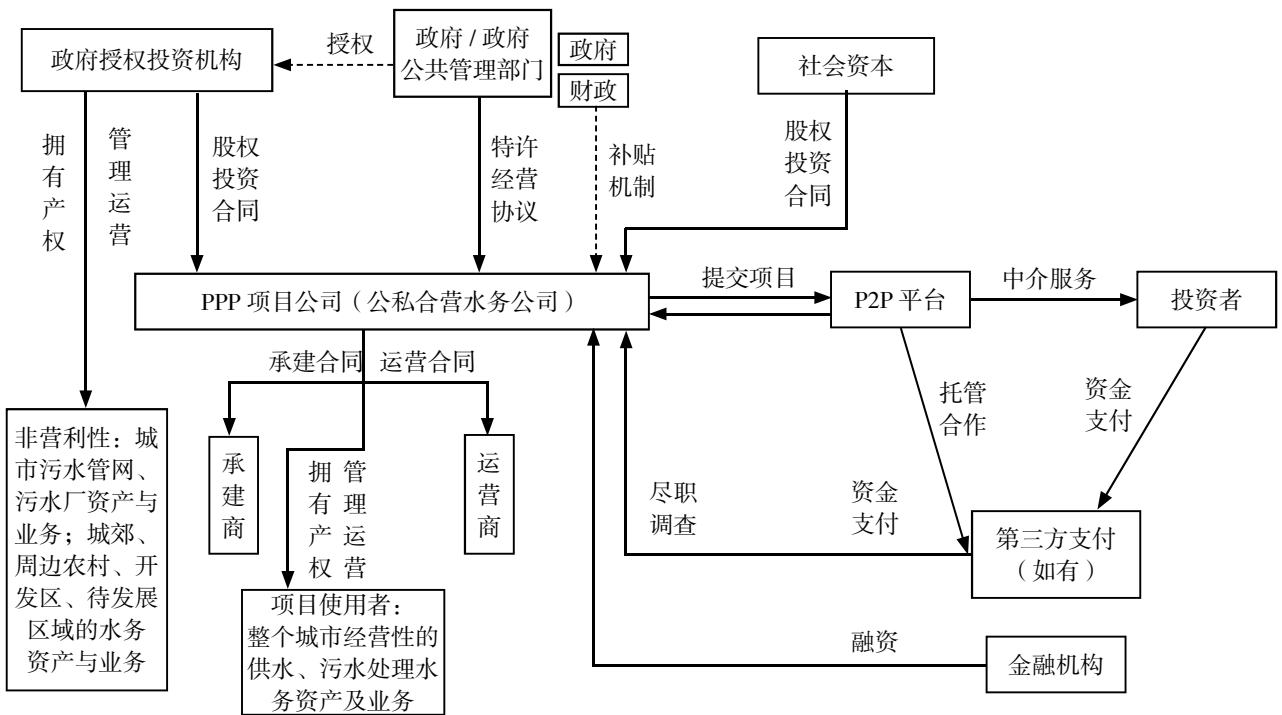 政府授权投资机构
授权
政府 / 政府
公共管理部门
政府
财政
社会资本
拥有产权
管理运营
股权
投资
合同
特许
经营
协议
补贴
机制
股权
投资
合同
PPP 项目公司（公私合营水务公司）
提交项目
P2P 平台
中介服务
投资者
承建合同
运营合同
托管
合作
资金
支付
非营利性：城
市污水管网、
污水厂资产与
业务；城郊、
周边农村、开
发区、待发展
区域的水务
资产与业务
承建商
拥有产权
管理运营
运营商
尽职
调查
资金
支付
第三方支付
（如有）
项目使用者：
整个城市经营性的
供水、污水处理水
务资产及业务
融资
金融机构